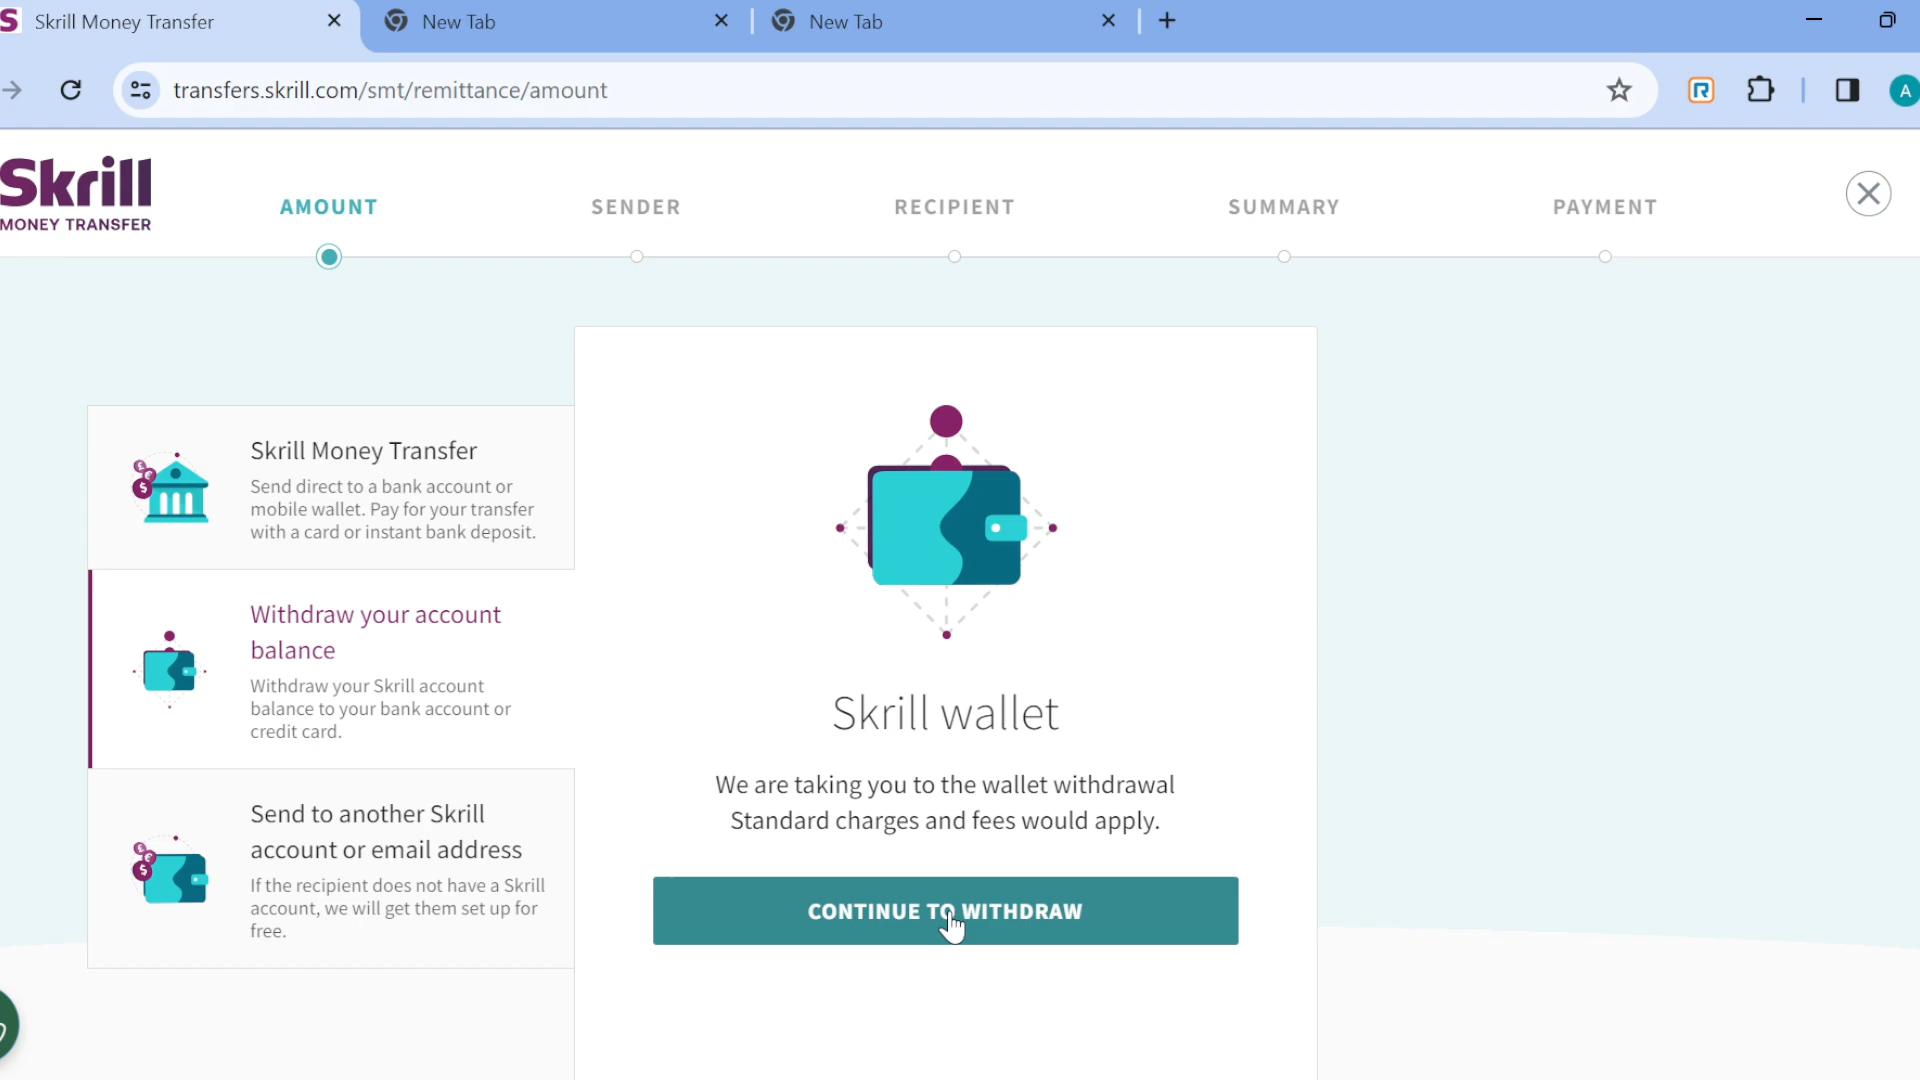 Skrill Money Transfer
New Tab
New Tab
transfers.skrill.com/smt/remittance/amount
A
Skrill
MONEY TRANSFER
AMOUNT
SENDER
RECIPIENT
SUMMARY
PAYMENT
Skrill Money Transfer
Send direct to a bank account or
mobile wallet. Pay for your transfer
with a card or instant bank deposit.
Withdraw your account
balance
Withdraw your Skrill account
balance to your bank account or
credit card.
Send to another Skrill
account or email address
If the recipient does not have a Skrill
account, we will get them set up for
free.
Skrill wallet
We are taking you to the wallet withdrawal
Standard charges and fees would apply.
CONTINUE TO WITHDRAW